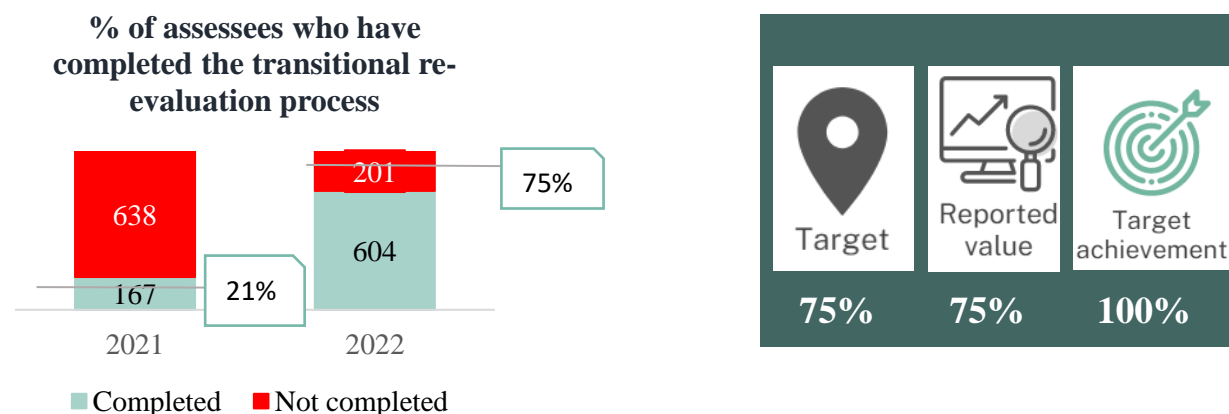 % of assessees who have
completed the transitional re-
evaluation process
638
167
21%
201
604
75%
2021
2022
Completed
Not completed
Target
Reported
value
Target
achievement
75%
75%
100%